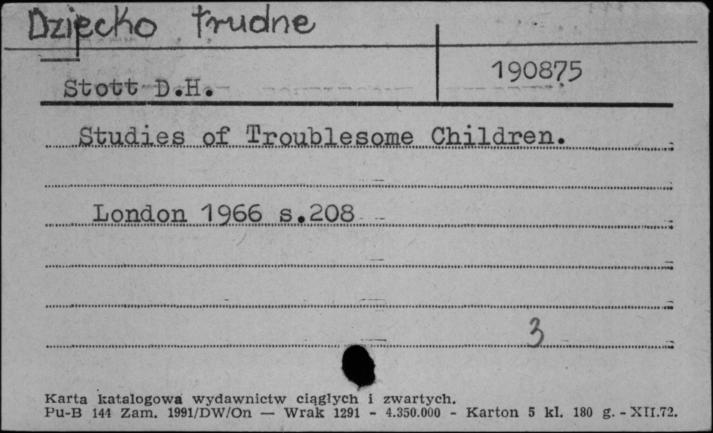 Dziecko trudne
190875
Stott D.H.
Studies of Troublesome Children.
London 1966 s.208
3
Karta katalogowa wydawnictw ciągłych i zwartych.
Pu-B 144 Zam. 1991/DW/On — Wrak 1291 - 4.350.000 - Karton 5 kl. 180 g. - XII.72.